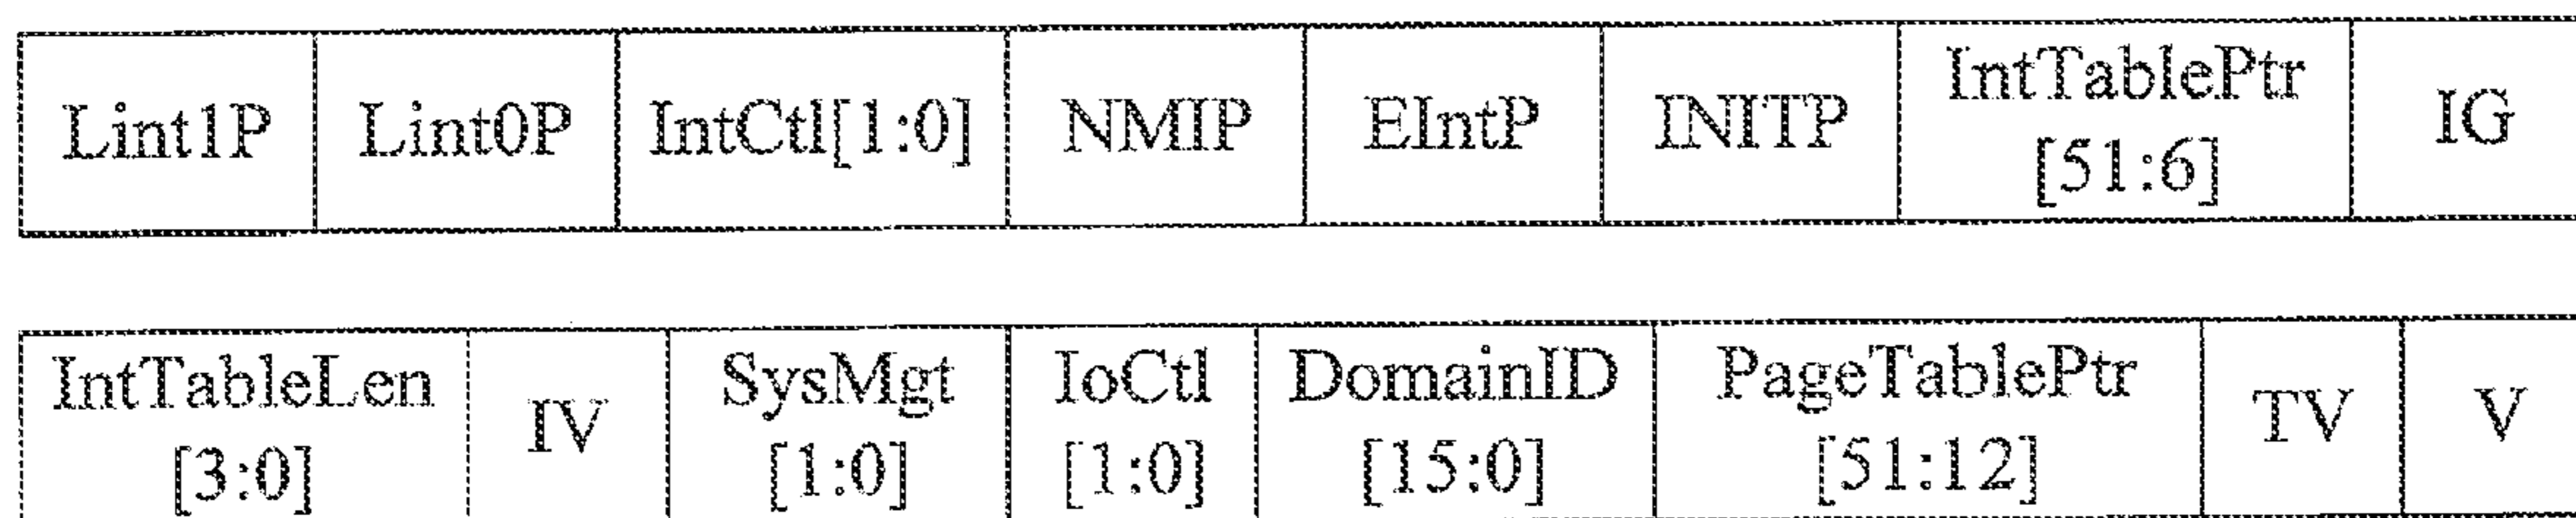 Lint1P Lint0P IntCtl[1:0] NMIP EIntP INITP IntTablePtr IG
[51:6]
IntTableLen IV SysMgt IoCtl DomainID PageTablePtr TV V
[3:0] [1:0] [1:0] [15:0] [51:12]